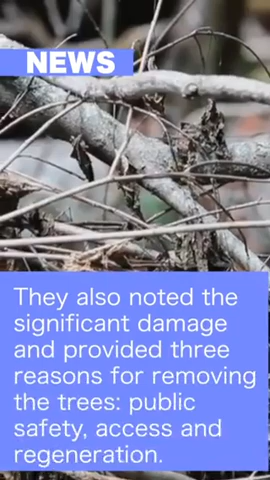 NEWS
They also noted the
significant damage
and provided three
reasons for removing
the trees: public
safety, access and
regeneration.